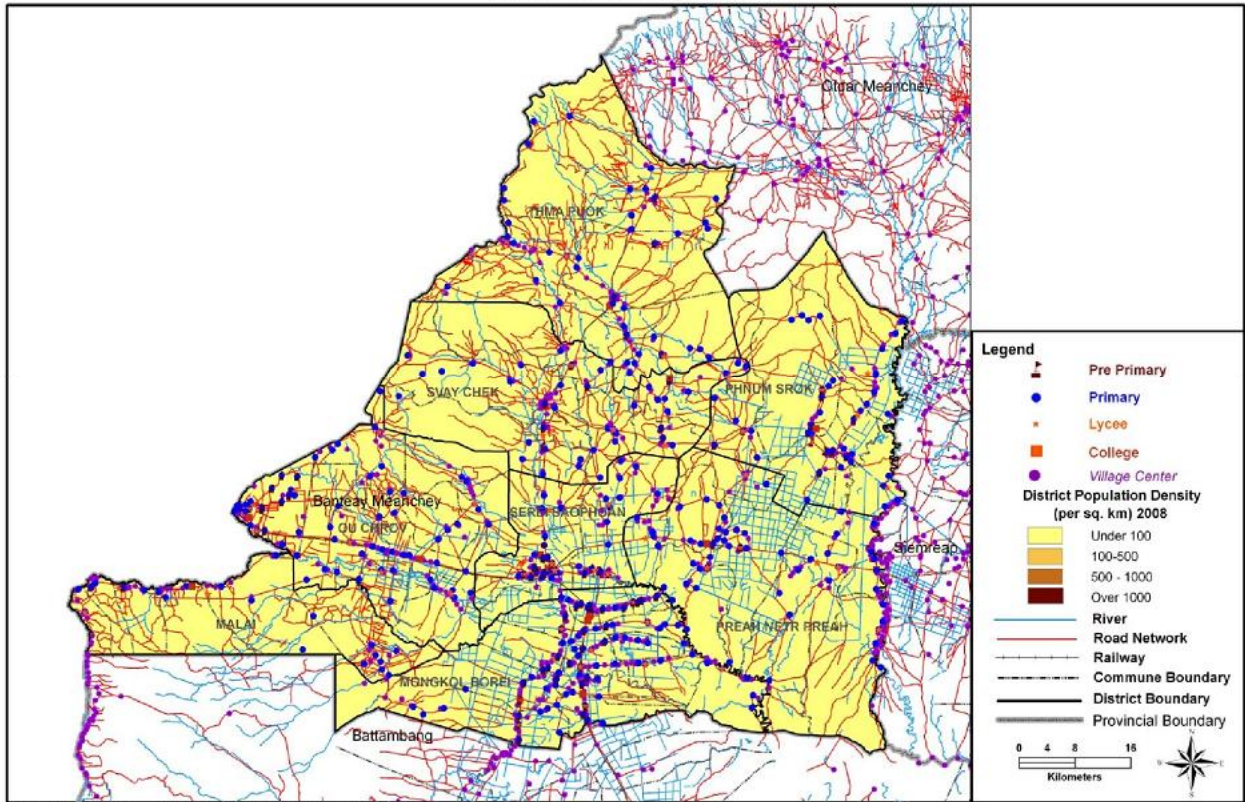 Otdar Meanchey
THMA PUOK
SVAY CHEK
PHNUM SROK
Banteay Meanchey
OU CHROV
SEREI SAOPHOAN
Siemreap
MALAI
PREAH NETR PREAH
MONGKOL BOREI
Battambang
Legend
Pre Primary
Primary
Lycee
College
Village Center
District Population Density
(per sq. km) 2008
Under 100
100-500
500 - 1000
Over 1000
River
Road Network
Railway
Commune Boundary
District Boundary
Provincial Boundary
0 4 8 16
Kilometers
N
W E
S